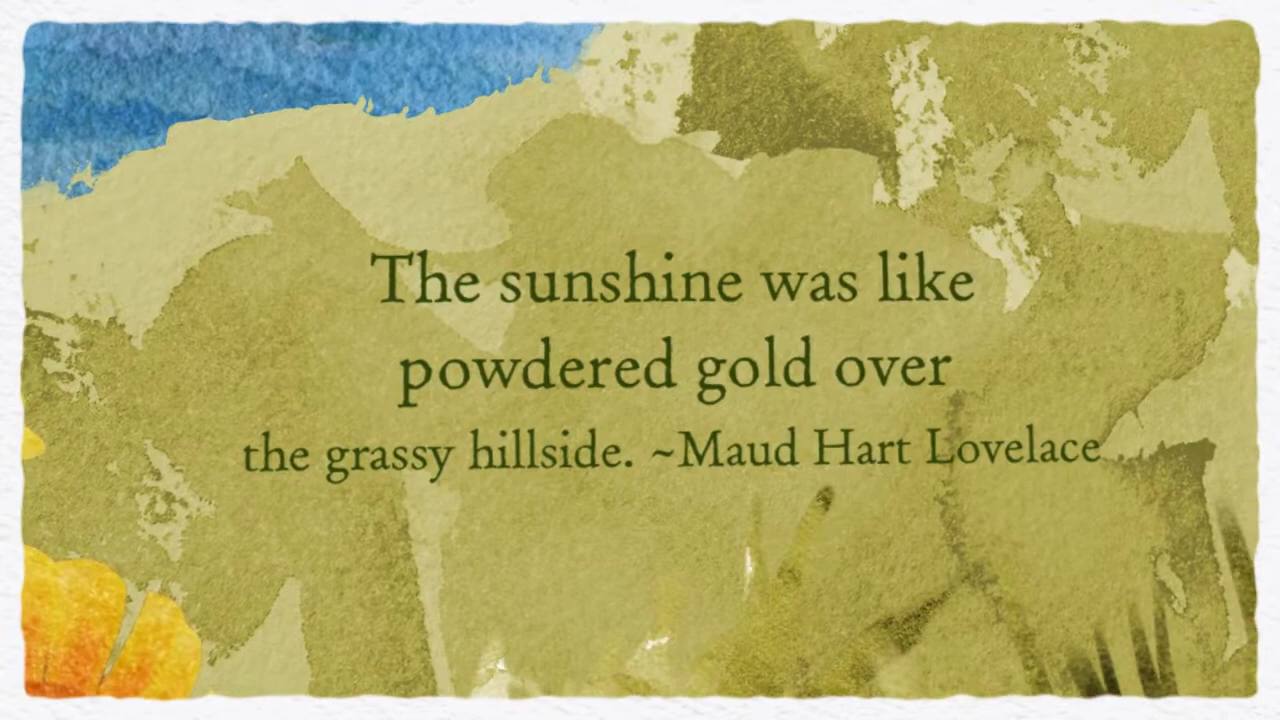 The sunshine was like
powdered gold over
the grassy hillside. ~Maud Hart Lovelace